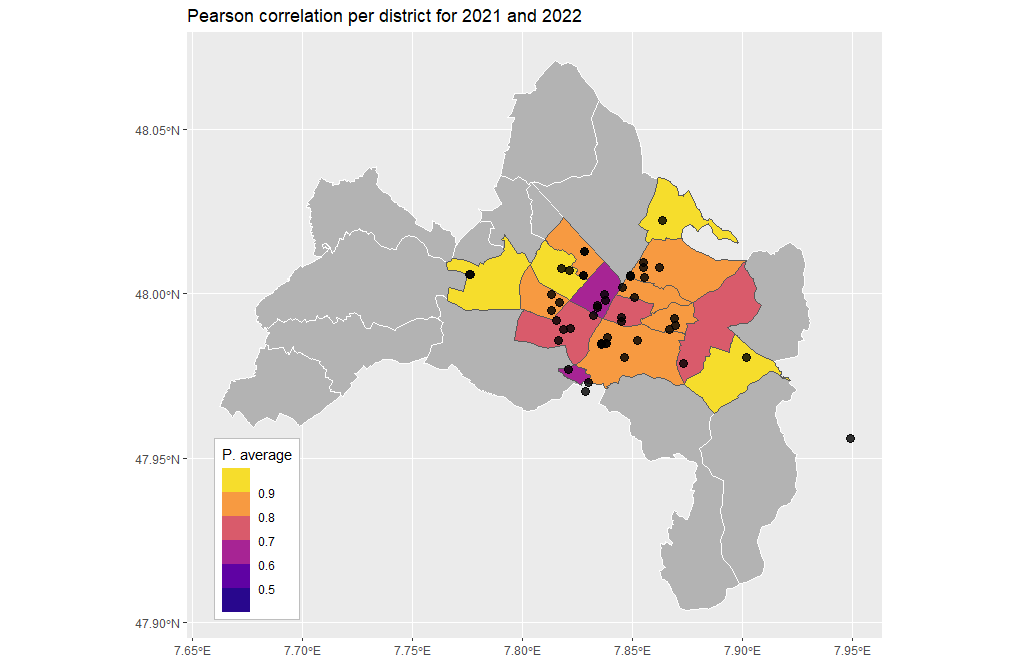 Pearson correlation per district for 2021 and 2022
48.05°N
48.00°N
47.95°N
47.90°N
P. average
0.9
0.8
0.7
0.6
0.5
7.65°E 7.70°E 7.75°E 7.80°E 7.85°E 7.90°E 7.95°E